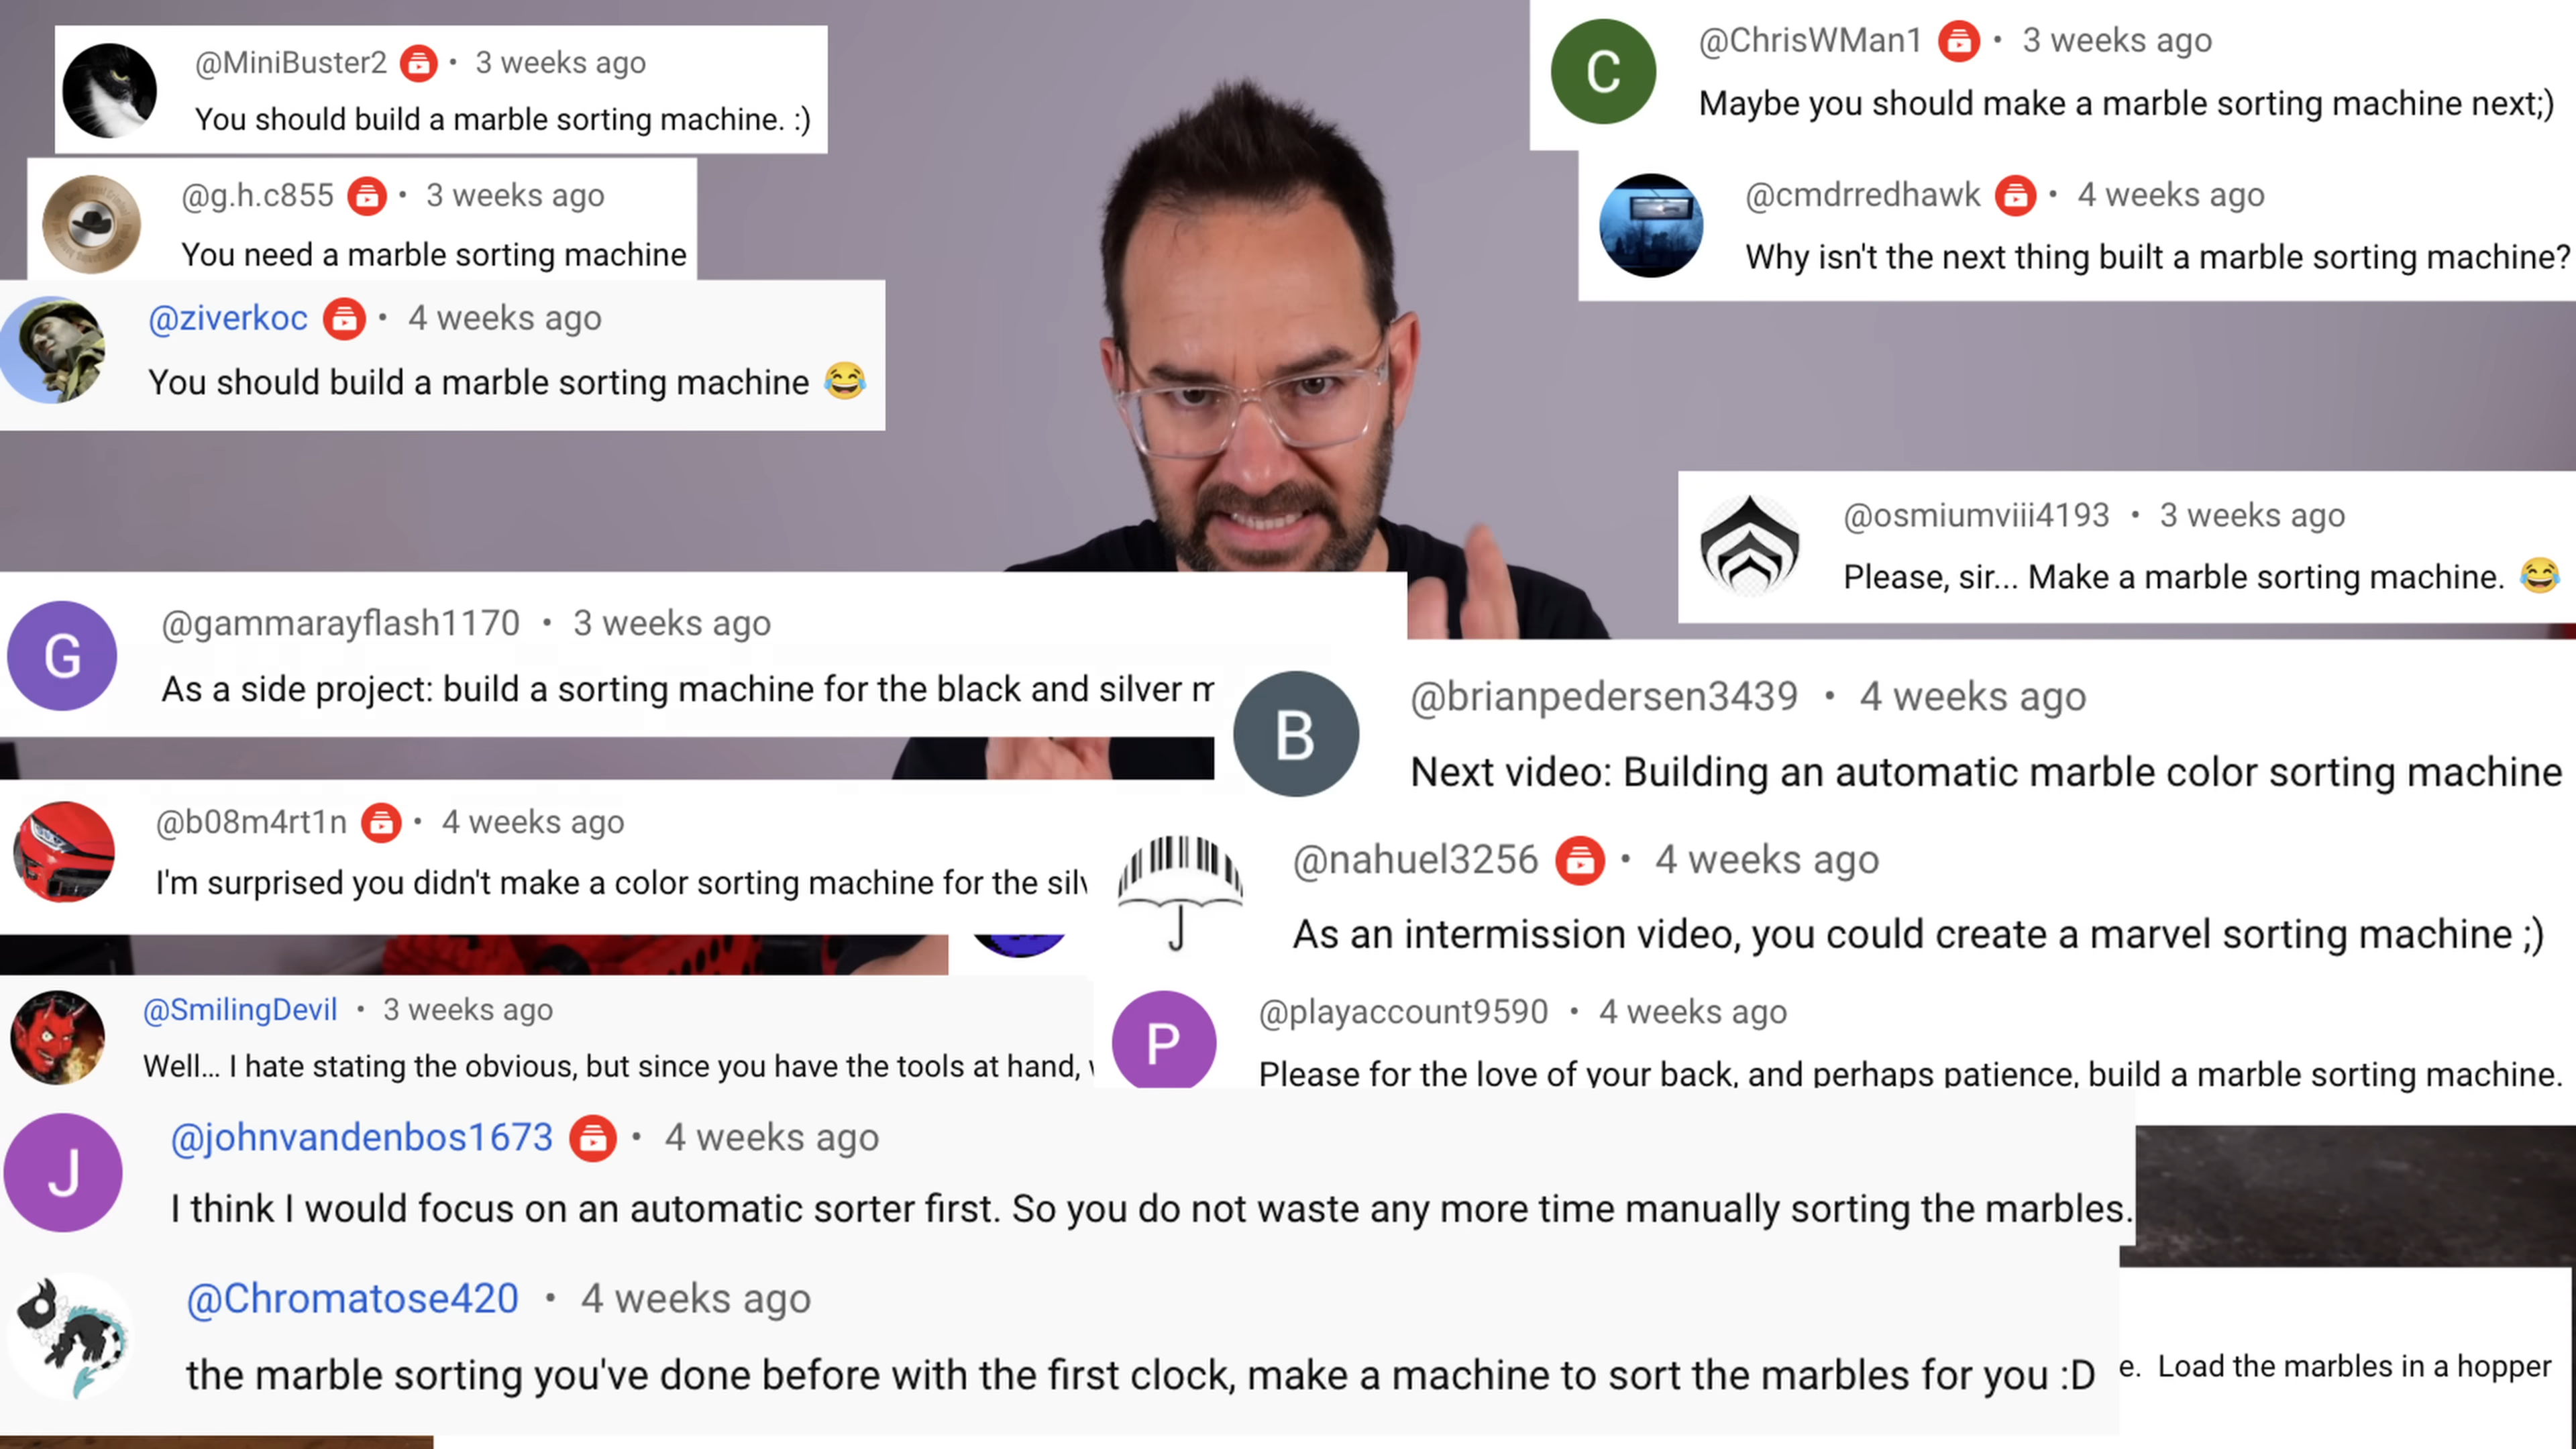 @MiniBuster2 • 3 weeks ago
You should build a marble sorting machine. :)
@g.h.c855 • 3 weeks ago
You need a marble sorting machine
@ziverkoc • 4 weeks ago
You should build a marble sorting machine 😂
@ChrisWMan1 • 3 weeks ago
Maybe you should make a marble sorting machine next;)
@cmdrredhawk • 4 weeks ago
Why isn't the next thing built a marble sorting machine?
@osmiumviii4193 • 3 weeks ago
Please, sir... Make a marble sorting machine. 😂
G
@gammarayflash1170 • 3 weeks ago
As a side project: build a sorting machine for the black and silver m
B
@brianpedersen3439 • 4 weeks ago
Next video: Building an automatic marble color sorting machine
@b08m4rt1n • 4 weeks ago
I'm surprised you didn't make a color sorting machine for the silv
@nahuel3256 • 4 weeks ago
As an intermission video, you could create a marvel sorting machine ;)
@SmilingDevil • 3 weeks ago
Well... I hate stating the obvious, but since you have the tools at hand,
P
@playaccount9590 • 4 weeks ago
Please for the love of your back, and perhaps patience, build a marble sorting machine.
J
@johnvandenbos1673 • 4 weeks ago
I think I would focus on an automatic sorter first. So you do not waste any more time manually sorting the marbles.
@Chromatose420 • 4 weeks ago
the marble sorting you've done before with the first clock, make a machine to sort the marbles for you :D
e. Load the marbles in a hopper
C